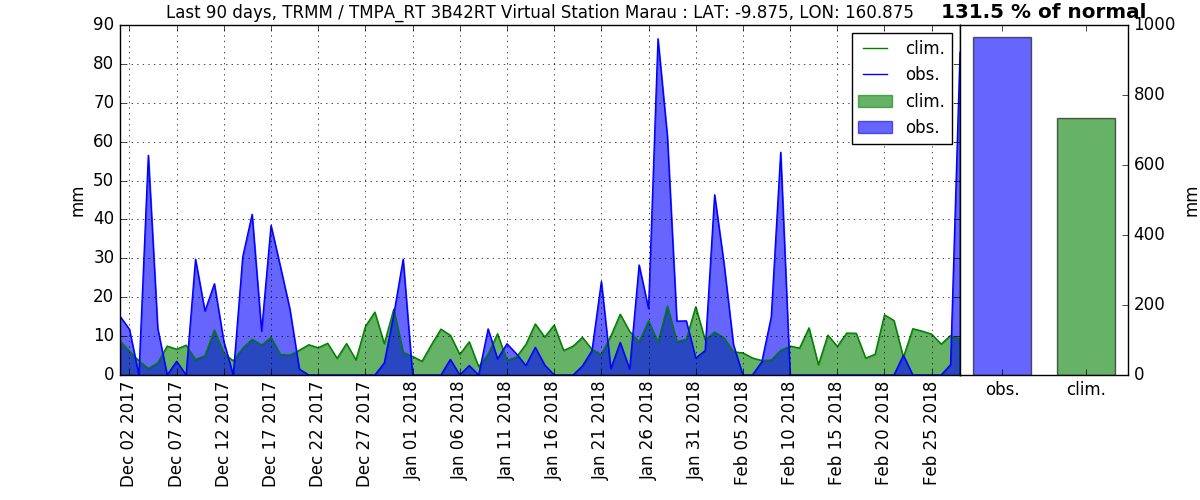 Last 90 days, TRMM / TMPA_RT 3B42RT Virtual Station Marau : LAT: -9.875, LON: 160.875
131.5 % of normal
90
80
70
60
50
40
30
20
10
0
mm
clim.
obs.
clim.
obs.
1000
800
600
400
200
0
mm
obs.
clim.
Dec 02 2017
Dec 07 2017
Dec 12 2017
Dec 17 2017
Dec 22 2017
Dec 27 2017
Jan 01 2018
Jan 06 2018
Jan 11 2018
Jan 16 2018
Jan 21 2018
Jan 26 2018
Jan 31 2018
Feb 05 2018
Feb 10 2018
Feb 15 2018
Feb 20 2018
Feb 25 2018